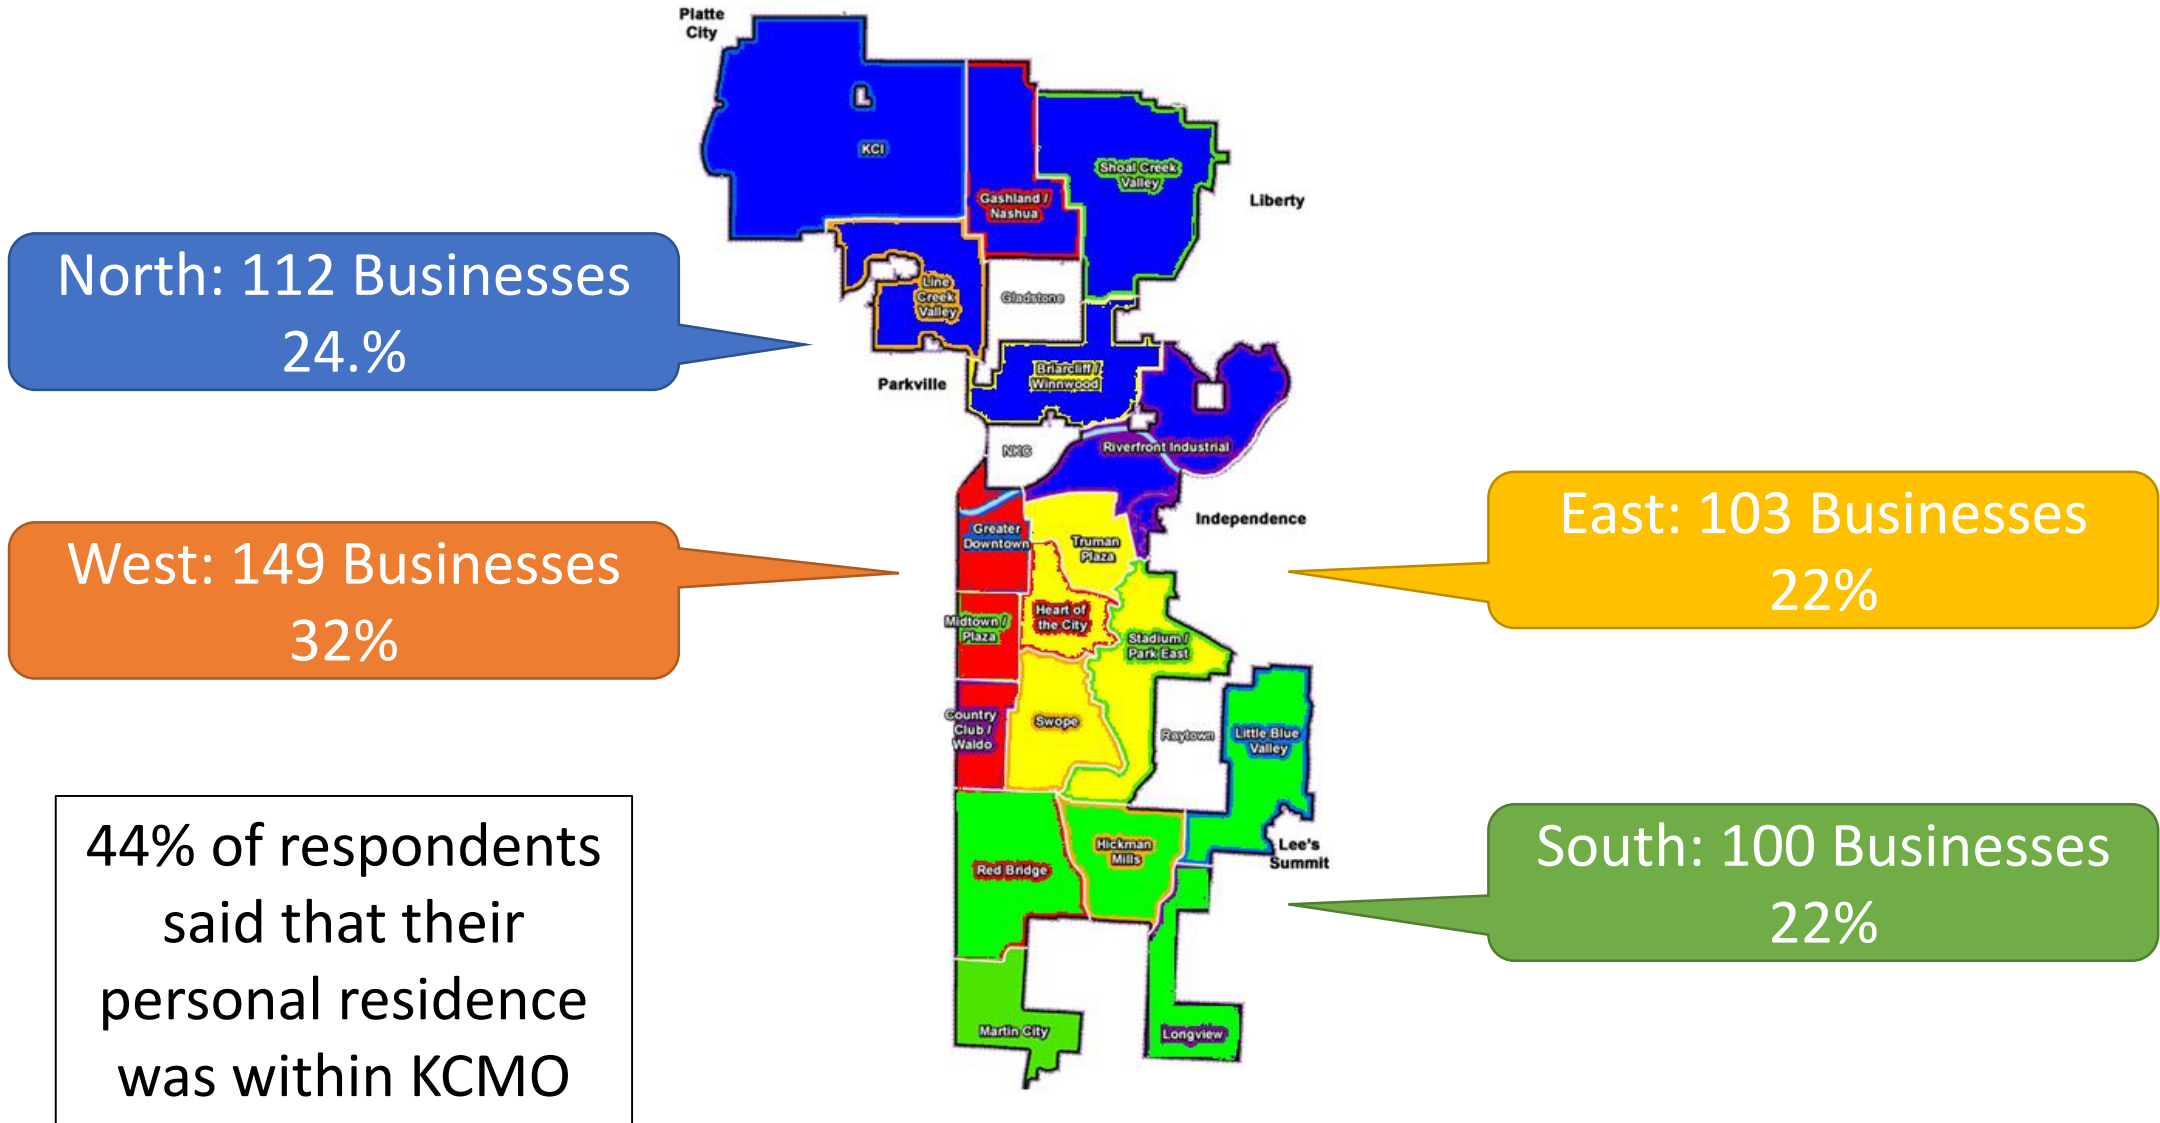 Platte
City
KCI
Gashland /
Nashua
Shoal Creek
Valley
Liberty
North: 112 Businesses
24.%
Line
Creek
Valley
Gladstone
Briarcliff /
Winnwood
Parkville
NKC
Riverfront Industrial
West: 149 Businesses
32%
Greater
Downtown
Truman
Plaza
Independence
East: 103 Businesses
22%
Midtown /
Plaza
Heart of
the City
Stadium /
Park East
Country
Club /
Waldo
Swope
Raytown
Little Blue
Valley
44% of respondents
said that their
personal residence
was within KCMO
Red Bridge
Hickman
Mills
Lee's
Summit
South: 100 Businesses
22%
Martin City
Longview